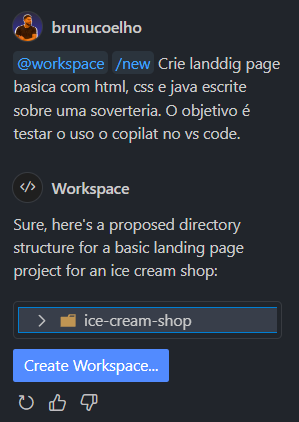 brunucoelho
@workspace /new Crie landdig page
basica com html, css e java escrite
sobre uma soverteria. O objetivo é
testar o uso o copilat no vs code.
Workspace
Sure, here's a proposed directory
structure for a basic landing page
project for an ice cream shop:
ice-cream-shop
Create Workspace...